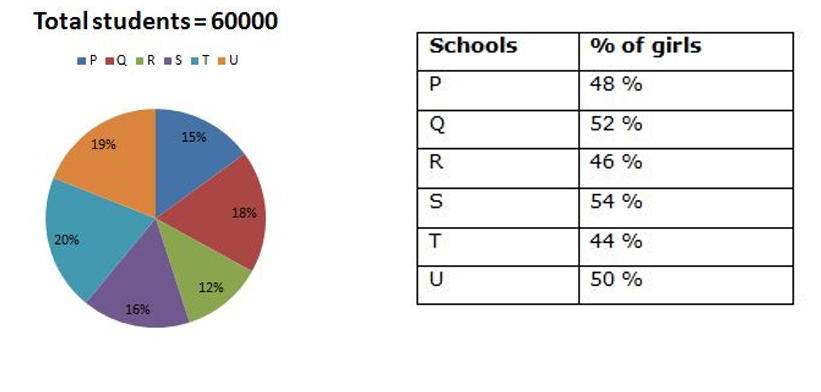 Total students = 60000
P Q R S T U
15%
18%
12%
16%
20%
19%
Schools % of girls
P 48 %
Q 52 %
R 46 %
S 54 %
T 44 %
U 50 %